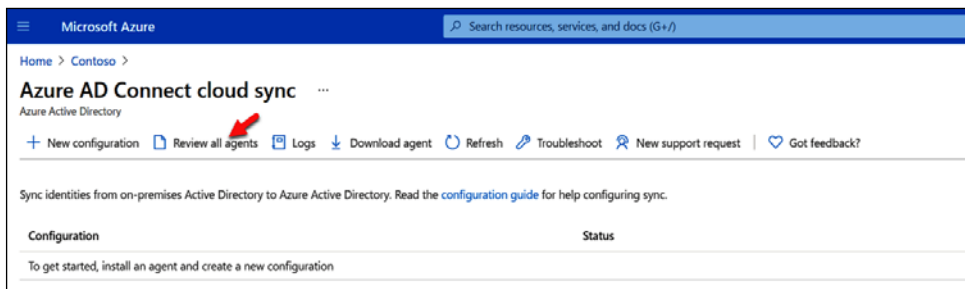 Microsoft Azure
Search resources, services, and docs (G+/)
Home > Contoso >
Azure AD Connect cloud sync ...
Azure Active Directory
+ New configuration Review all agents Logs Download agent Refresh Troubleshoot New support request Got feedback?
Sync identities from on-premises Active Directory to Azure Active Directory. Read the configuration guide for help configuring sync.
Configuration Status
To get started, install an agent and create a new configuration